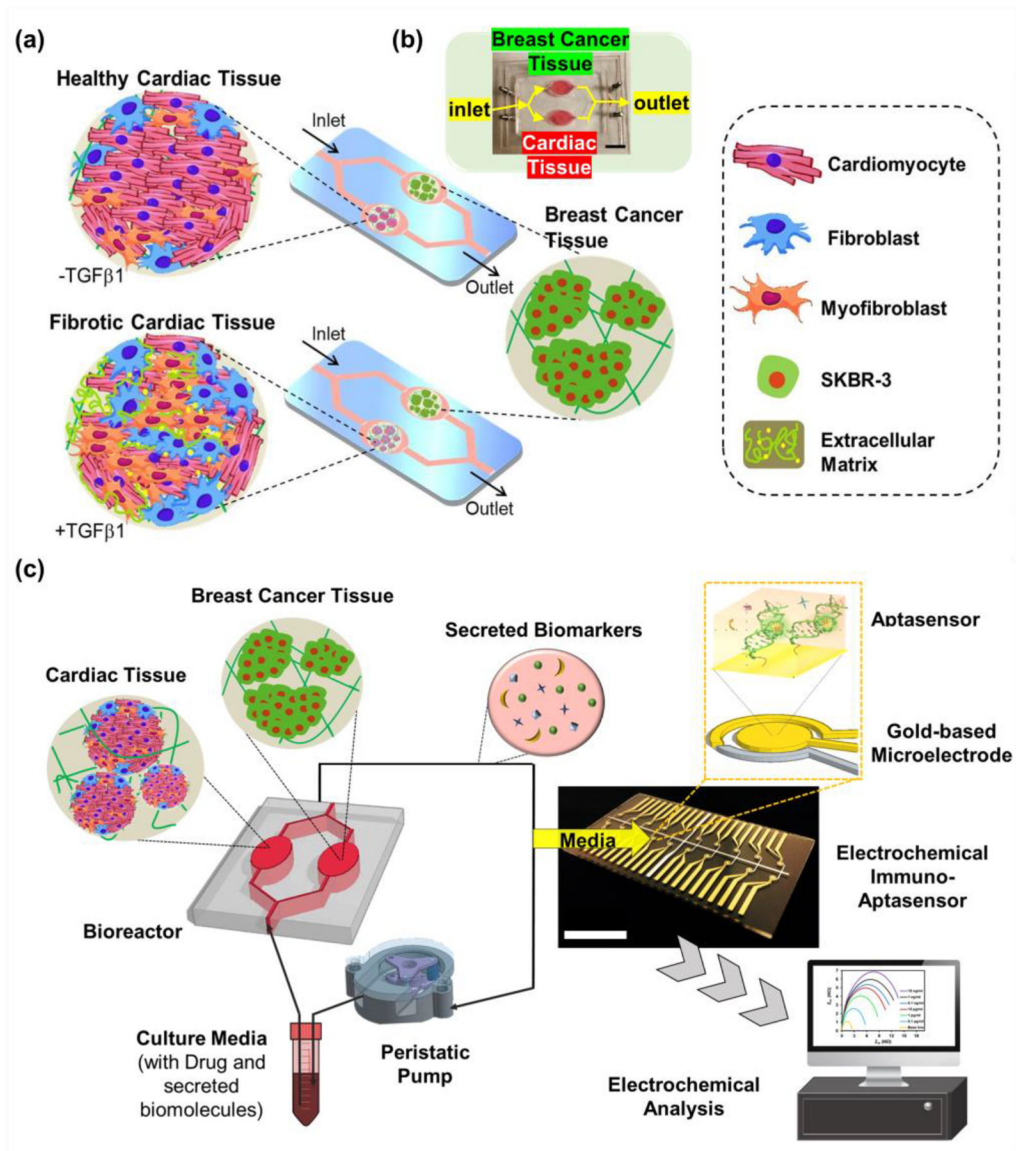 (a)
Healthy Cardiac Tissue
-TGFβ1
Inlet
Outlet
Fibrotic Cardiac Tissue
+TGFβ1
Inlet
Outlet
Breast Cancer
Tissue
(b)
Breast Cancer
Tissue
inlet
outlet
Cardiac
Tissue
Cardiomyocyte
Fibroblast
Myofibroblast
SKBR-3
Extracellular
Matrix
(c)
Cardiac Tissue
Breast Cancer Tissue
Secreted Biomarkers
Aptasensor
Gold-based
Microelectrode
Media
Electrochemical
Immuno-
Aptasensor
Bioreactor
Culture Media
(with Drug and
secreted
biomolecules)
Peristatic
Pump
Electrochemical
Analysis